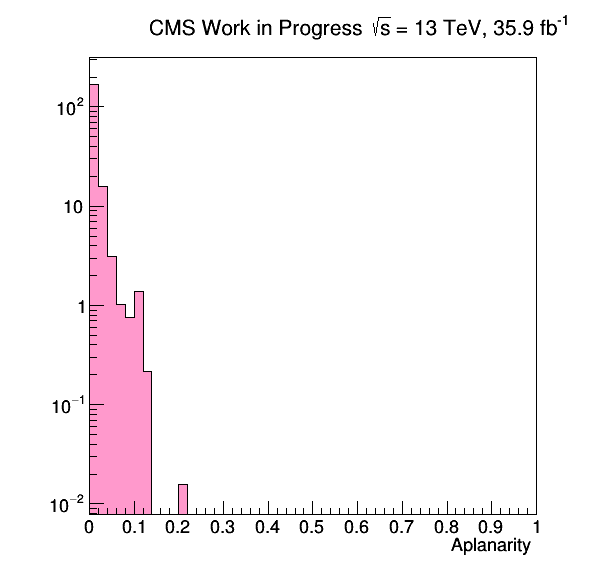 CMS Work in Progress √s = 13 TeV, 35.9 fb⁻¹
10²
10
1
10⁻¹
10⁻²
0 0.1 0.2 0.3 0.4 0.5 0.6 0.7 0.8 0.9 1
Aplanarity